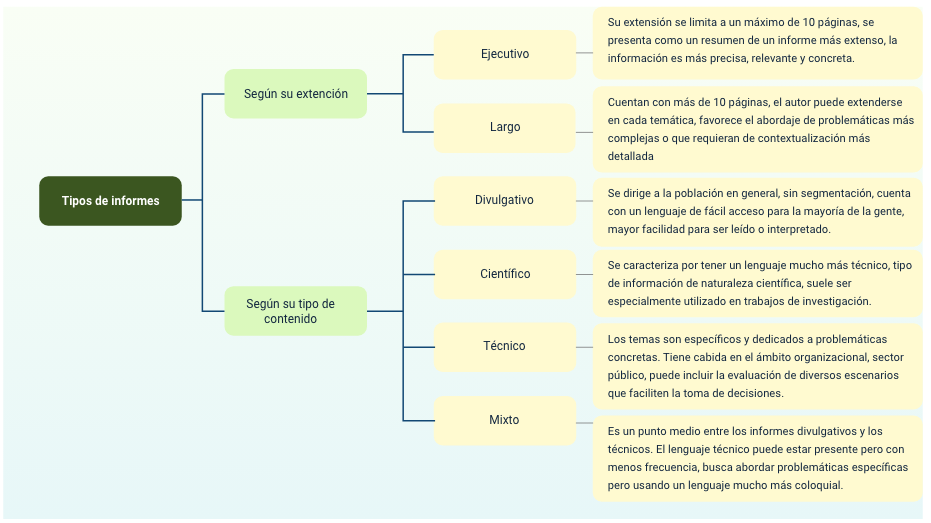 Tipos de informes
Según su extención
Ejecutivo
Su extensión se limita a un máximo de 10 páginas, se
presenta como un resumen de un informe más extenso, la
información es más precisa, relevante y concreta.
Largo
Cuentan con más de 10 páginas, el autor puede extenderse
en cada temática, favorece el abordaje de problemáticas más
complejas o que requieran de contextualización más
detallada
Según su tipo de
contenido
Divulgativo
Se dirige a la población en general, sin segmentación, cuenta
con un lenguaje de fácil acceso para la mayoría de la gente,
mayor facilidad para ser leído o interpretado.
Científico
Se caracteriza por tener un lenguaje mucho más técnico, tipo
de información de naturaleza científica, suele ser
especialmente utilizado en trabajos de investigación.
Técnico
Los temas son específicos y dedicados a problemáticas
concretas. Tiene cabida en el ámbito organizacional, sector
público, puede incluir la evaluación de diversos escenarios
que faciliten la toma de decisiones.
Mixto
Es un punto medio entre los informes divulgativos y los
técnicos. El lenguaje técnico puede estar presente pero con
menos frecuencia, busca abordar problemáticas específicas
pero usando un lenguaje mucho más coloquial.